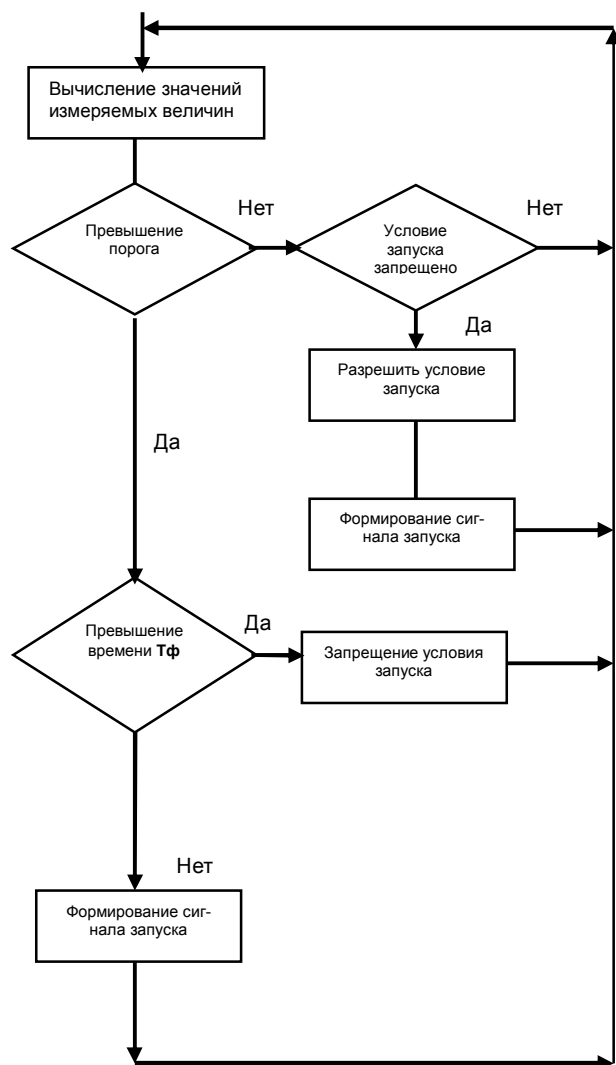 Вычисление значений
измеряемых величин
Превышение
порога
Нет
Условие
запуска
запрещено
Нет
Да
Разрешить условие
запуска
Формирование сиг-
нала запуска
Да
Превышение
времени Тф
Да
Запрещение условия
запуска
Нет
Формирование сиг-
нала запуска